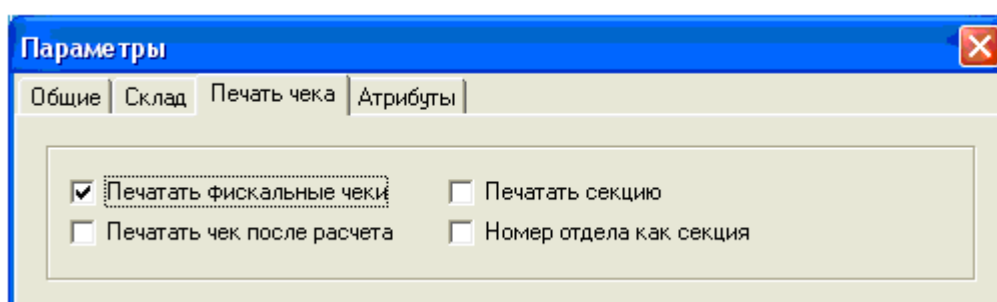 Параметры
Общие Склад Печать чека Атрибуты
Печатать фискальные чеки Печатать секцию
Печатать чек после расчета Номер отдела как секция